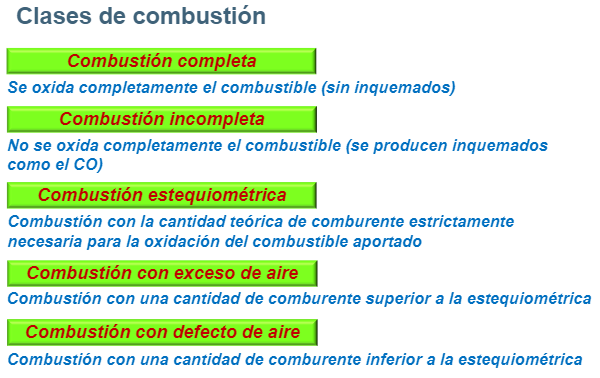 Clases de combustión
Combustión completa
Se oxida completamente el combustible (sin inquemados)
Combustión incompleta
No se oxida completamente el combustible (se producen inquemados
como el CO)
Combustión estequiométrica
Combustión con la cantidad teórica de comburente estrictamente
necesaria para la oxidación del combustible aportado
Combustión con exceso de aire
Combustión con una cantidad de comburente superior a la estequiométrica
Combustión con defecto de aire
Combustión con una cantidad de comburente inferior a la estequiométrica